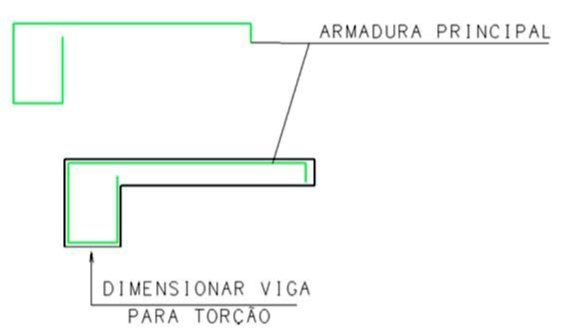 ARMADURA PRINCIPAL
DIMENSIONAR VIGA
PARA TORÇÃO